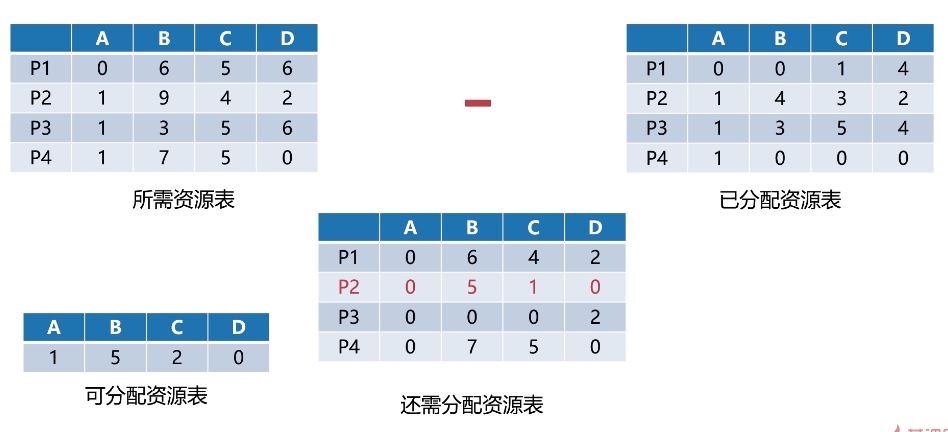 A B C D
P1 0 6 5 6
P2 1 9 4 2
P3 1 3 5 6
P4 1 7 5 0
所需资源表
-
A B C D
P1 0 0 1 4
P2 1 4 3 2
P3 1 3 5 4
P4 1 0 0 0
已分配资源表
A B C D
1 5 2 0
可分配资源表
A B C D
P1 0 6 4 2
P2 0 5 1 0
P3 0 0 0 2
P4 0 7 5 0
还需分配资源表